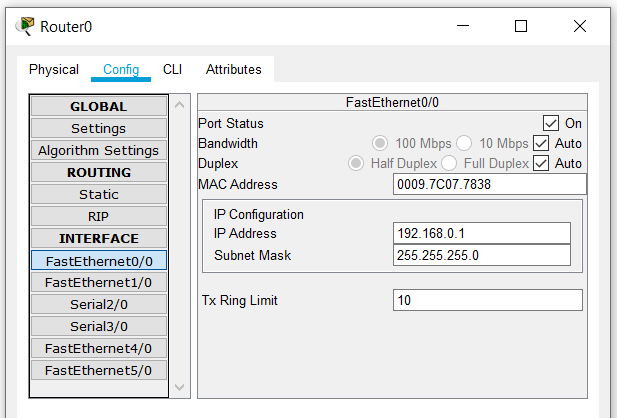 Router0
Physical Config CLI Attributes
GLOBAL
Settings
Algorithm Settings
ROUTING
Static
RIP
INTERFACE
FastEthernet0/0
FastEthernet1/0
Serial2/0
Serial3/0
FastEthernet4/0
FastEthernet5/0
FastEthernet0/0
Port Status On
Bandwidth 100 Mbps 10 Mbps Auto
Duplex Half Duplex Full Duplex Auto
MAC Address 0009.7C07.7838
IP Configuration
IP Address 192.168.0.1
Subnet Mask 255.255.255.0
Tx Ring Limit 10